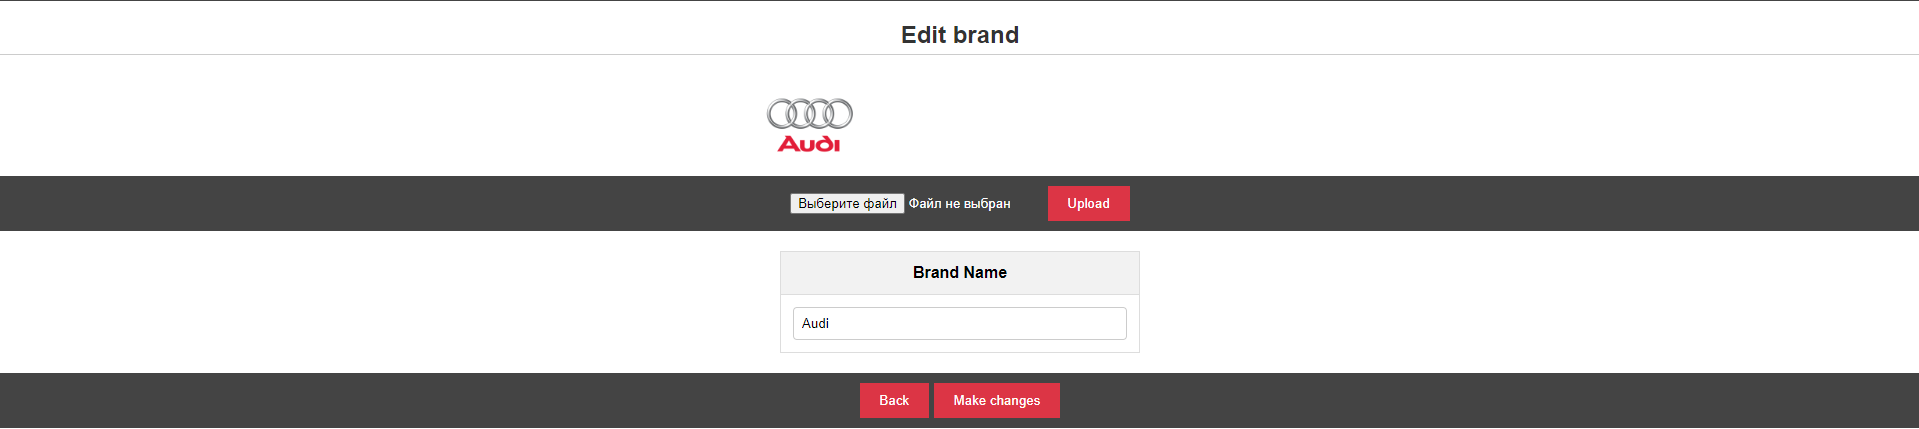 Edit brand
Audi
Выберите файл Файл не выбран Upload
Brand Name
Audi
Back Make changes